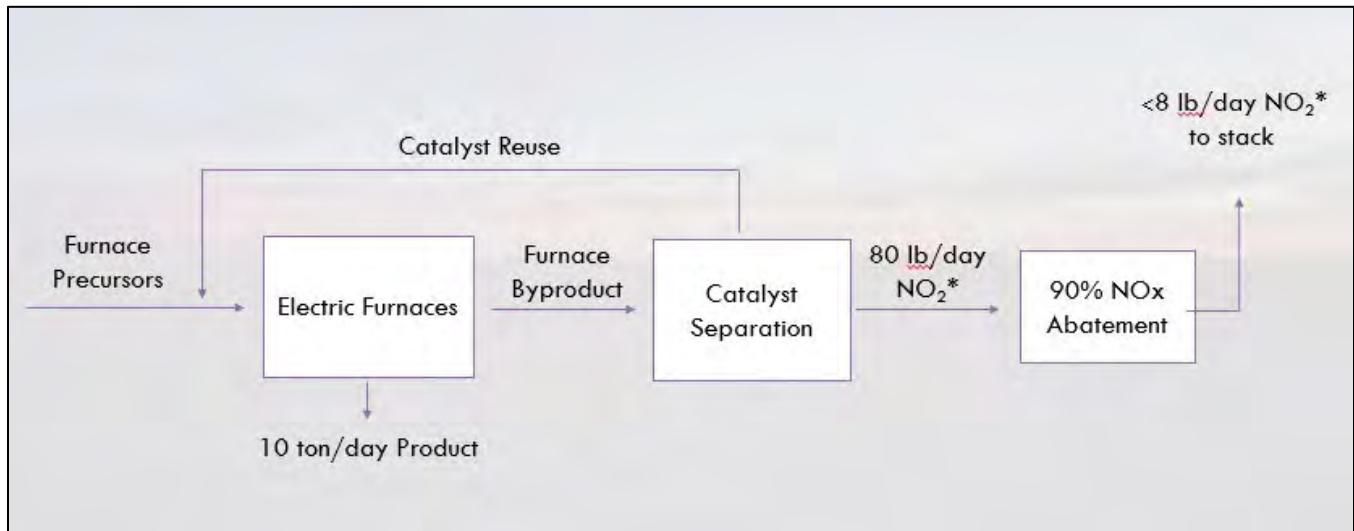 <8 lb/day NO₂*
to stack
Catalyst Reuse
Furnace
Precursors
Electric Furnaces
Furnace
Byproduct
Catalyst
Separation
80 lb/day
NO₂*
90% NOx
Abatement
10 ton/day Product